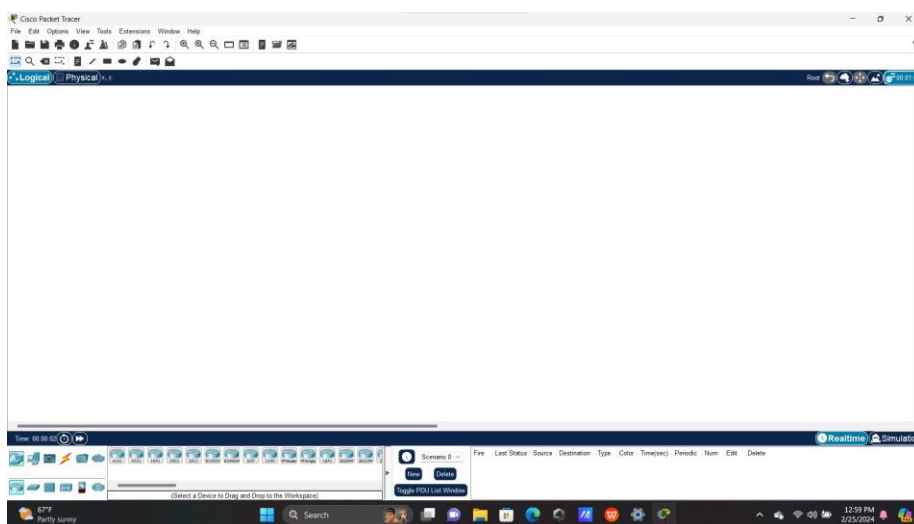 Cisco Packet Tracer
File Edit Options View Tools Extensions Window Help
Logical Physical
Root
Time: 00:00:02
Realtime Simulatio
Scenario 0
Fire Last Status Source Destination Type Color Time(sec) Periodic Num Edit Delete
New Delete
Toggle PDU List Window
(Select a Device to Drag and Drop to the Workspace)
67°F
Partly sunny
Search
12:59 PM
2/25/2024